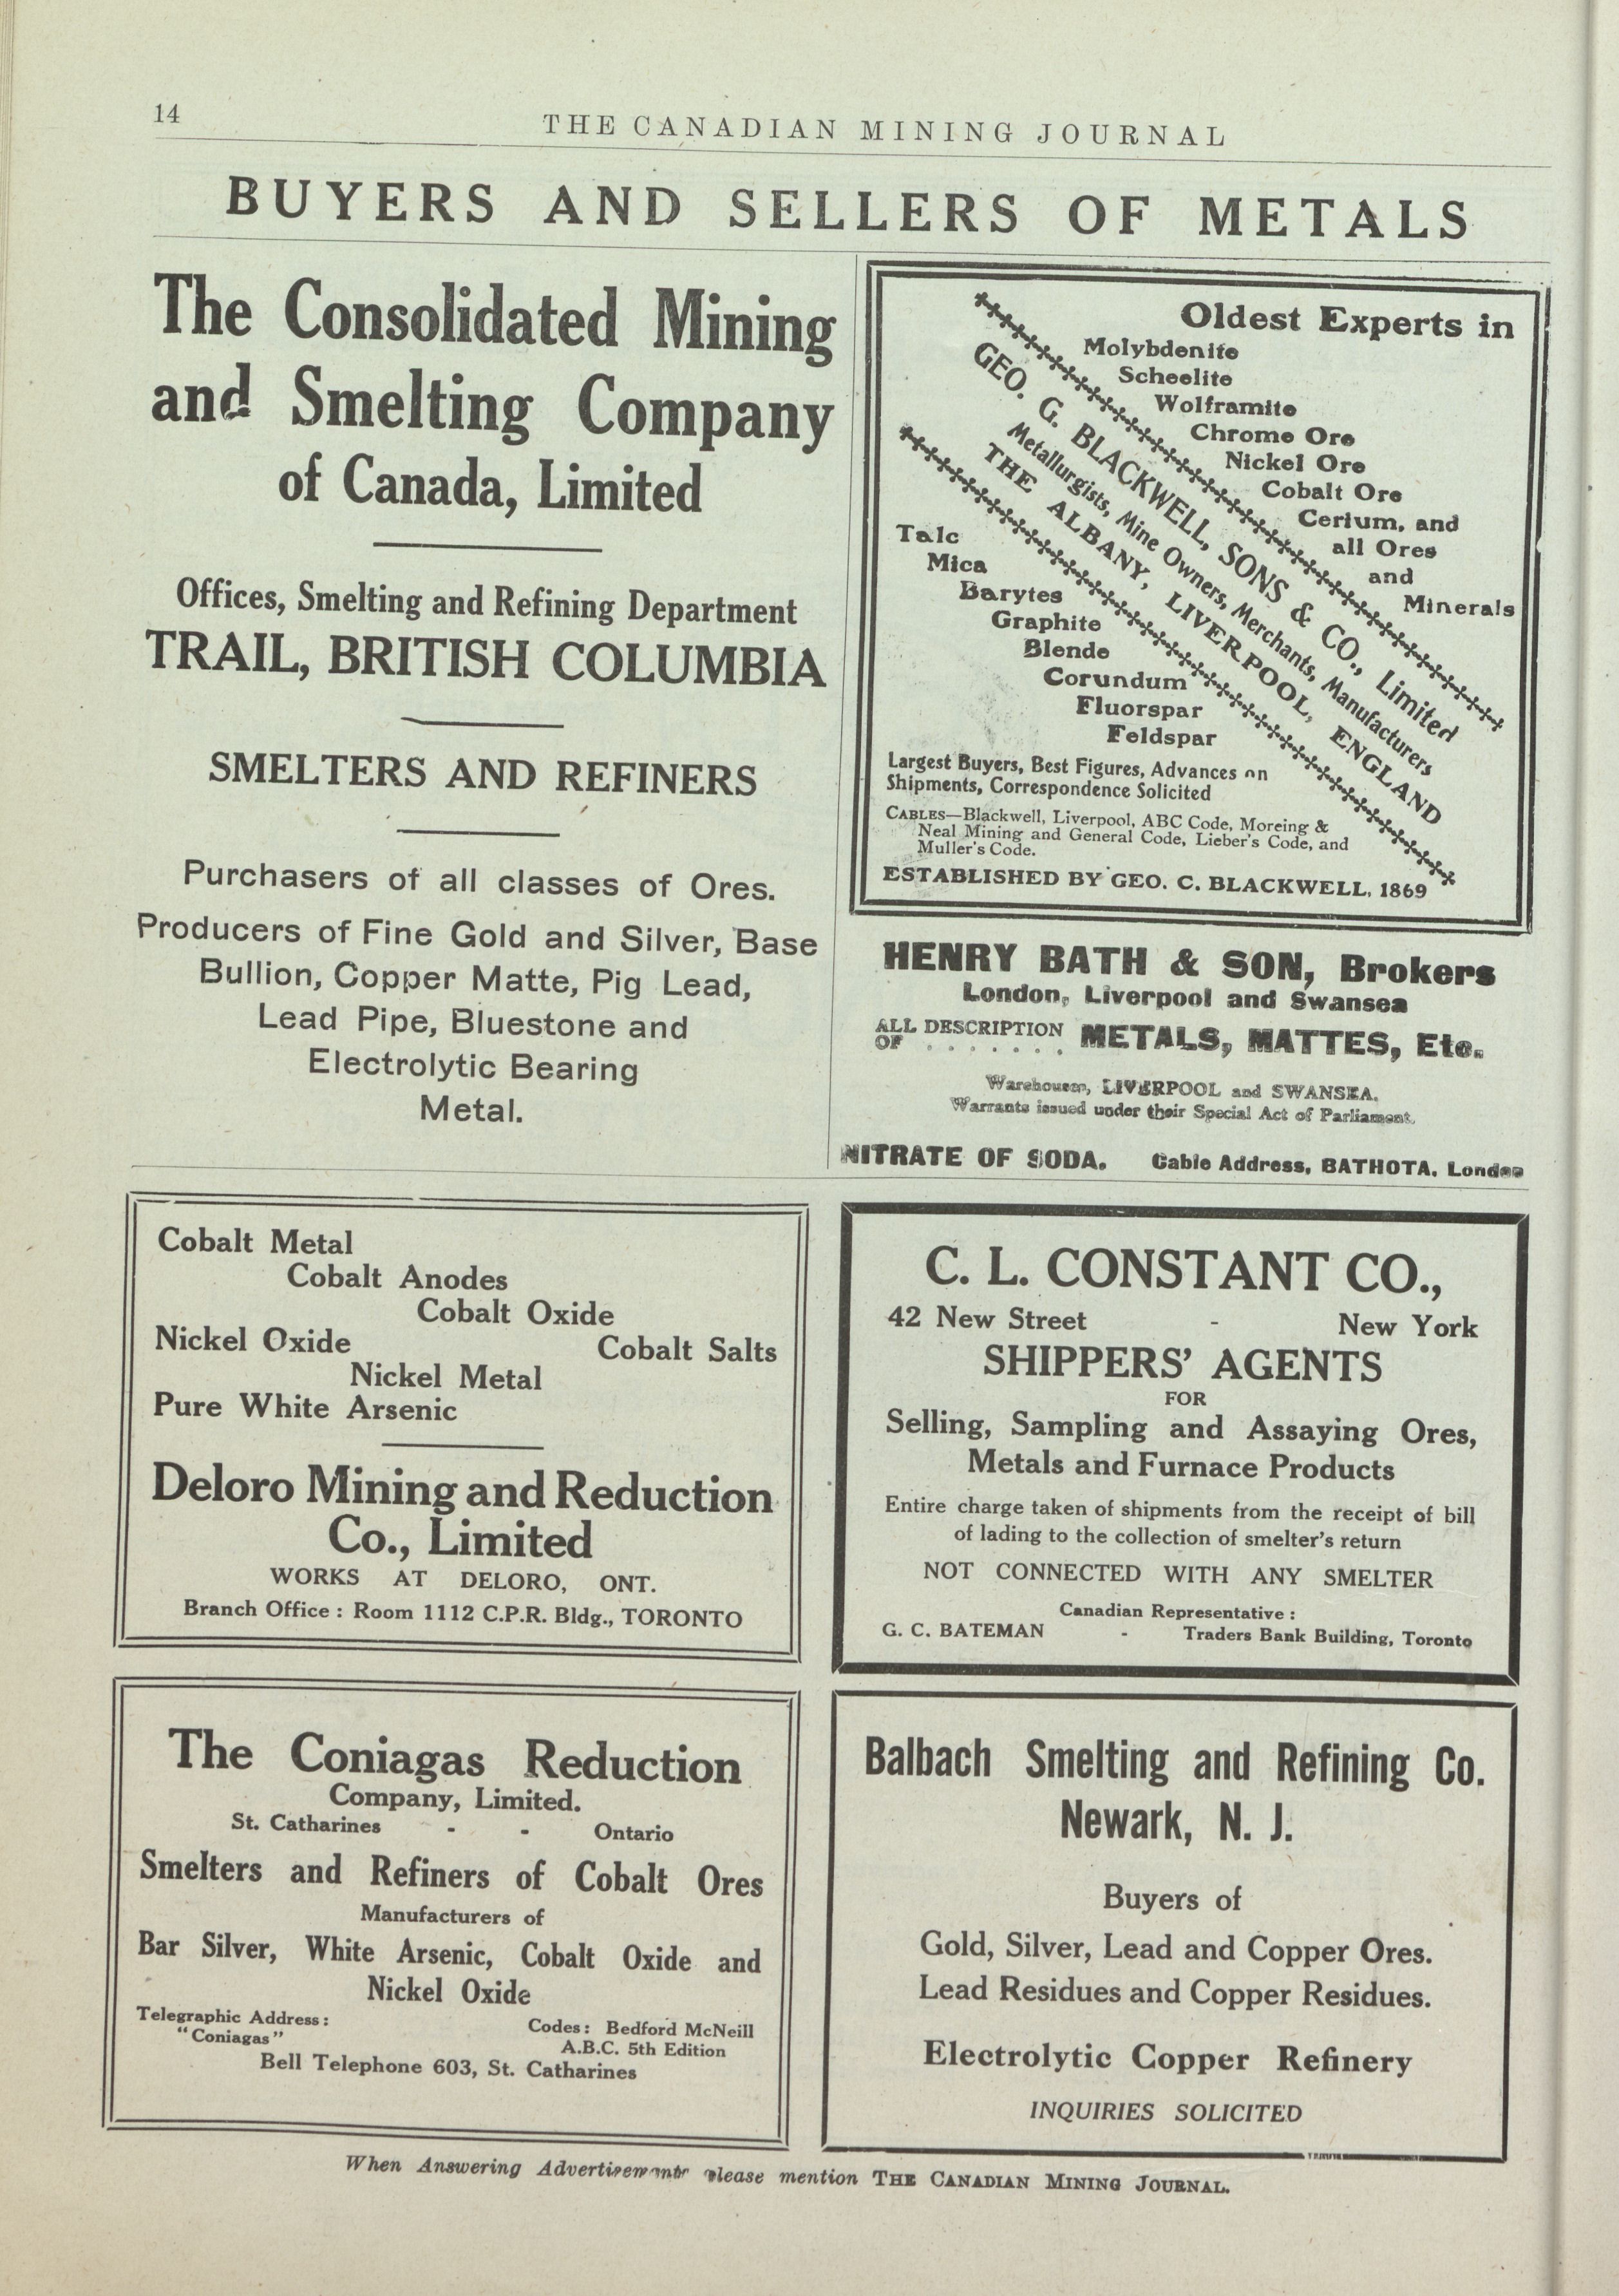 14
THE CANADIAN MINING JOURNAL
BUYERS AND SELLERS OF METALS
The Consolidated Mining
and Smelting Company
of Canada, Limited
Offices, Smelting and Refining Department
TRAIL, BRITISH COLUMBIA
SMELTERS AND REFINERS
Purchasers of all classes of Ores.
Producers of Fine Gold and Silver, Base
Bullion, Copper Matte, Pig Lead,
Lead Pipe, Bluestone and
Electrolytic Bearing
Metal.
Oldest Experts in
Molybdenite
Scheelite
Wolframite
Chrome Ore
Nickel Ore
Cobalt Ore
Cerium, and
all Ores
and
Minerals
GEO. G. BLACKWELL, SONS & CO., Limited
Metallurgists, Mine Owners, Merchants, Manufacturers
THE ALBANY, LIVERPOOL, ENGLAND
Talc
Mica
Barytes
Graphite
Blende
Corundum
Fluorspar
Feldspar
Largest Buyers, Best Figures, Advances on
Shipments, Correspondence Solicited
CABLES—Blackwell, Liverpool, ABC Code, Moreing &
Neal Mining and General Code, Lieber's Code, and
Muller's Code.
ESTABLISHED BY GEO. C. BLACKWELL, 1869
HENRY BATH & SON, Brokers
London, Liverpool and Swansea
ALL DESCRIPTION
OF . . . . . . . METALS, MATTES, Etc.
Warehouses, LIVERPOOL and SWANSEA.
Warrants issued under their Special Act of Parliament.
NITRATE OF SODA. Cable Address, BATHOTA, London
Cobalt Metal
Cobalt Anodes
Cobalt Oxide
Nickel Oxide Cobalt Salts
Nickel Metal
Pure White Arsenic
Deloro Mining and Reduction
Co., Limited
WORKS AT DELORO, ONT.
Branch Office : Room 1112 C.P.R. Bldg., TORONTO
C. L. CONSTANT CO.,
42 New Street - New York
SHIPPERS' AGENTS
FOR
Selling, Sampling and Assaying Ores,
Metals and Furnace Products
Entire charge taken of shipments from the receipt of bill
of lading to the collection of smelter's return
NOT CONNECTED WITH ANY SMELTER
Canadian Representative :
G. C. BATEMAN - Traders Bank Building, Toronto
The Coniagas Reduction
Company, Limited.
St. Catharines - - Ontario
Smelters and Refiners of Cobalt Ores
Manufacturers of
Bar Silver, White Arsenic, Cobalt Oxide and
Nickel Oxide
Telegraphic Address :
"Coniagas"
Codes : Bedford McNeill
A.B.C. 5th Edition
Bell Telephone 603, St. Catharines
Balbach Smelting and Refining Co.
Newark, N. J.
Buyers of
Gold, Silver, Lead and Copper Ores.
Lead Residues and Copper Residues.
Electrolytic Copper Refinery
INQUIRIES SOLICITED
When Answering Advertisements please mention THE CANADIAN MINING JOURNAL.